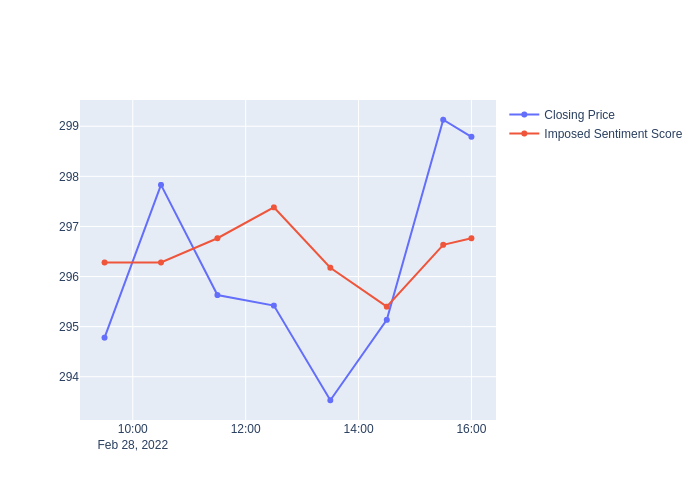 Closing Price
Imposed Sentiment Score
299
298
297
296
295
294
10:00 12:00 14:00 16:00
Feb 28, 2022